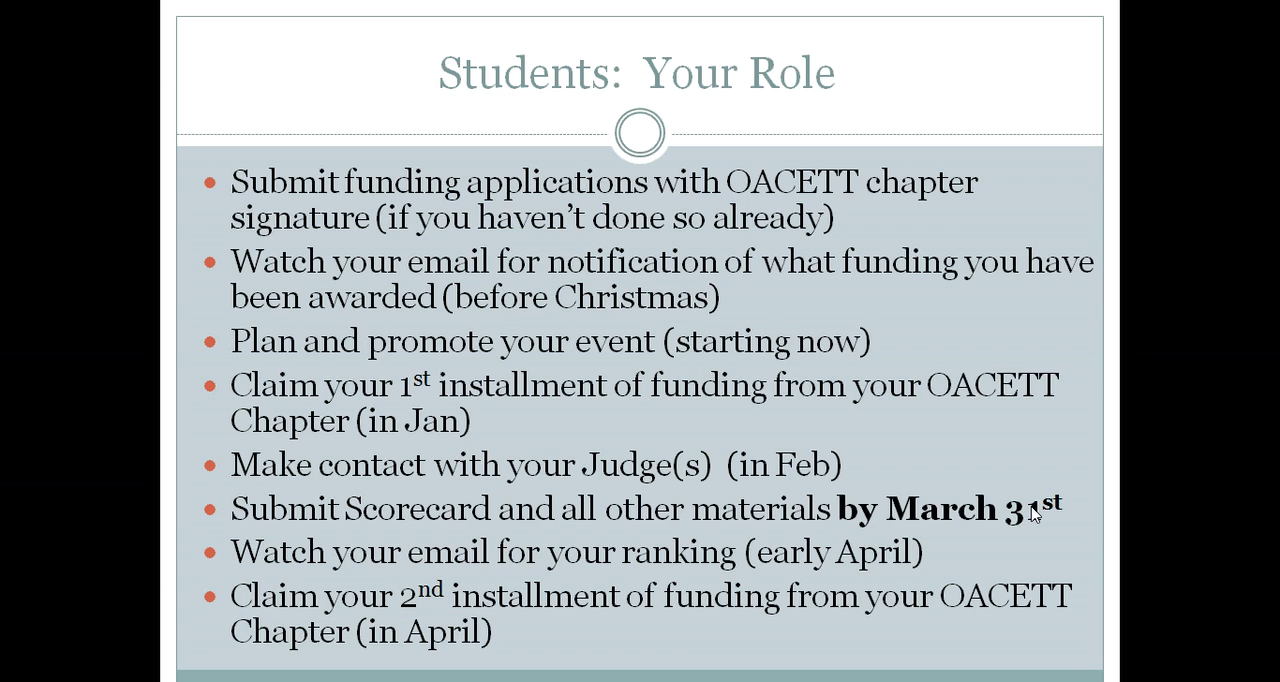 Students:  Your Role
• Submit funding applications with OACETT chapter
signature (if you haven’t done so already)
• Watch your email for notification of what funding you have
been awarded (before Christmas)
• Plan and promote your event (starting now)
• Claim your 1st installment of funding from your OACETT
Chapter (in Jan)
• Make contact with your Judge(s)  (in Feb)
• Submit Scorecard and all other materials by March 31st
• Watch your email for your ranking (early April)
• Claim your 2nd installment of funding from your OACETT
Chapter (in April)